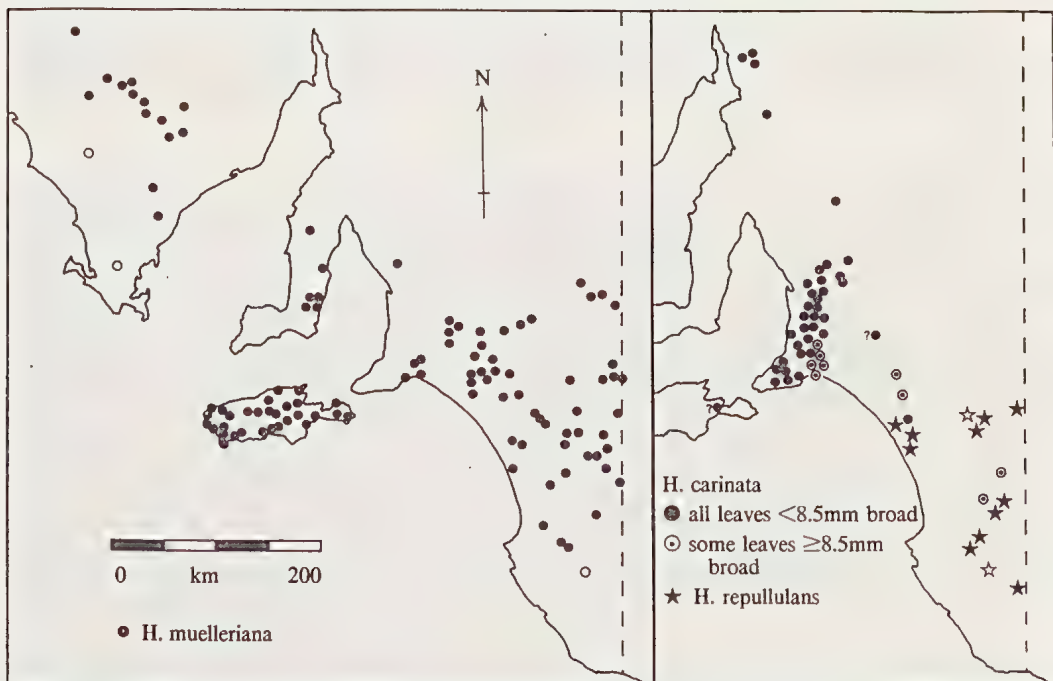 N
0 km 200
H. muelleriana
?
?
H. carinata
all leaves <8.5mm broad
some leaves ≥8.5mm
broad
H. repullulans